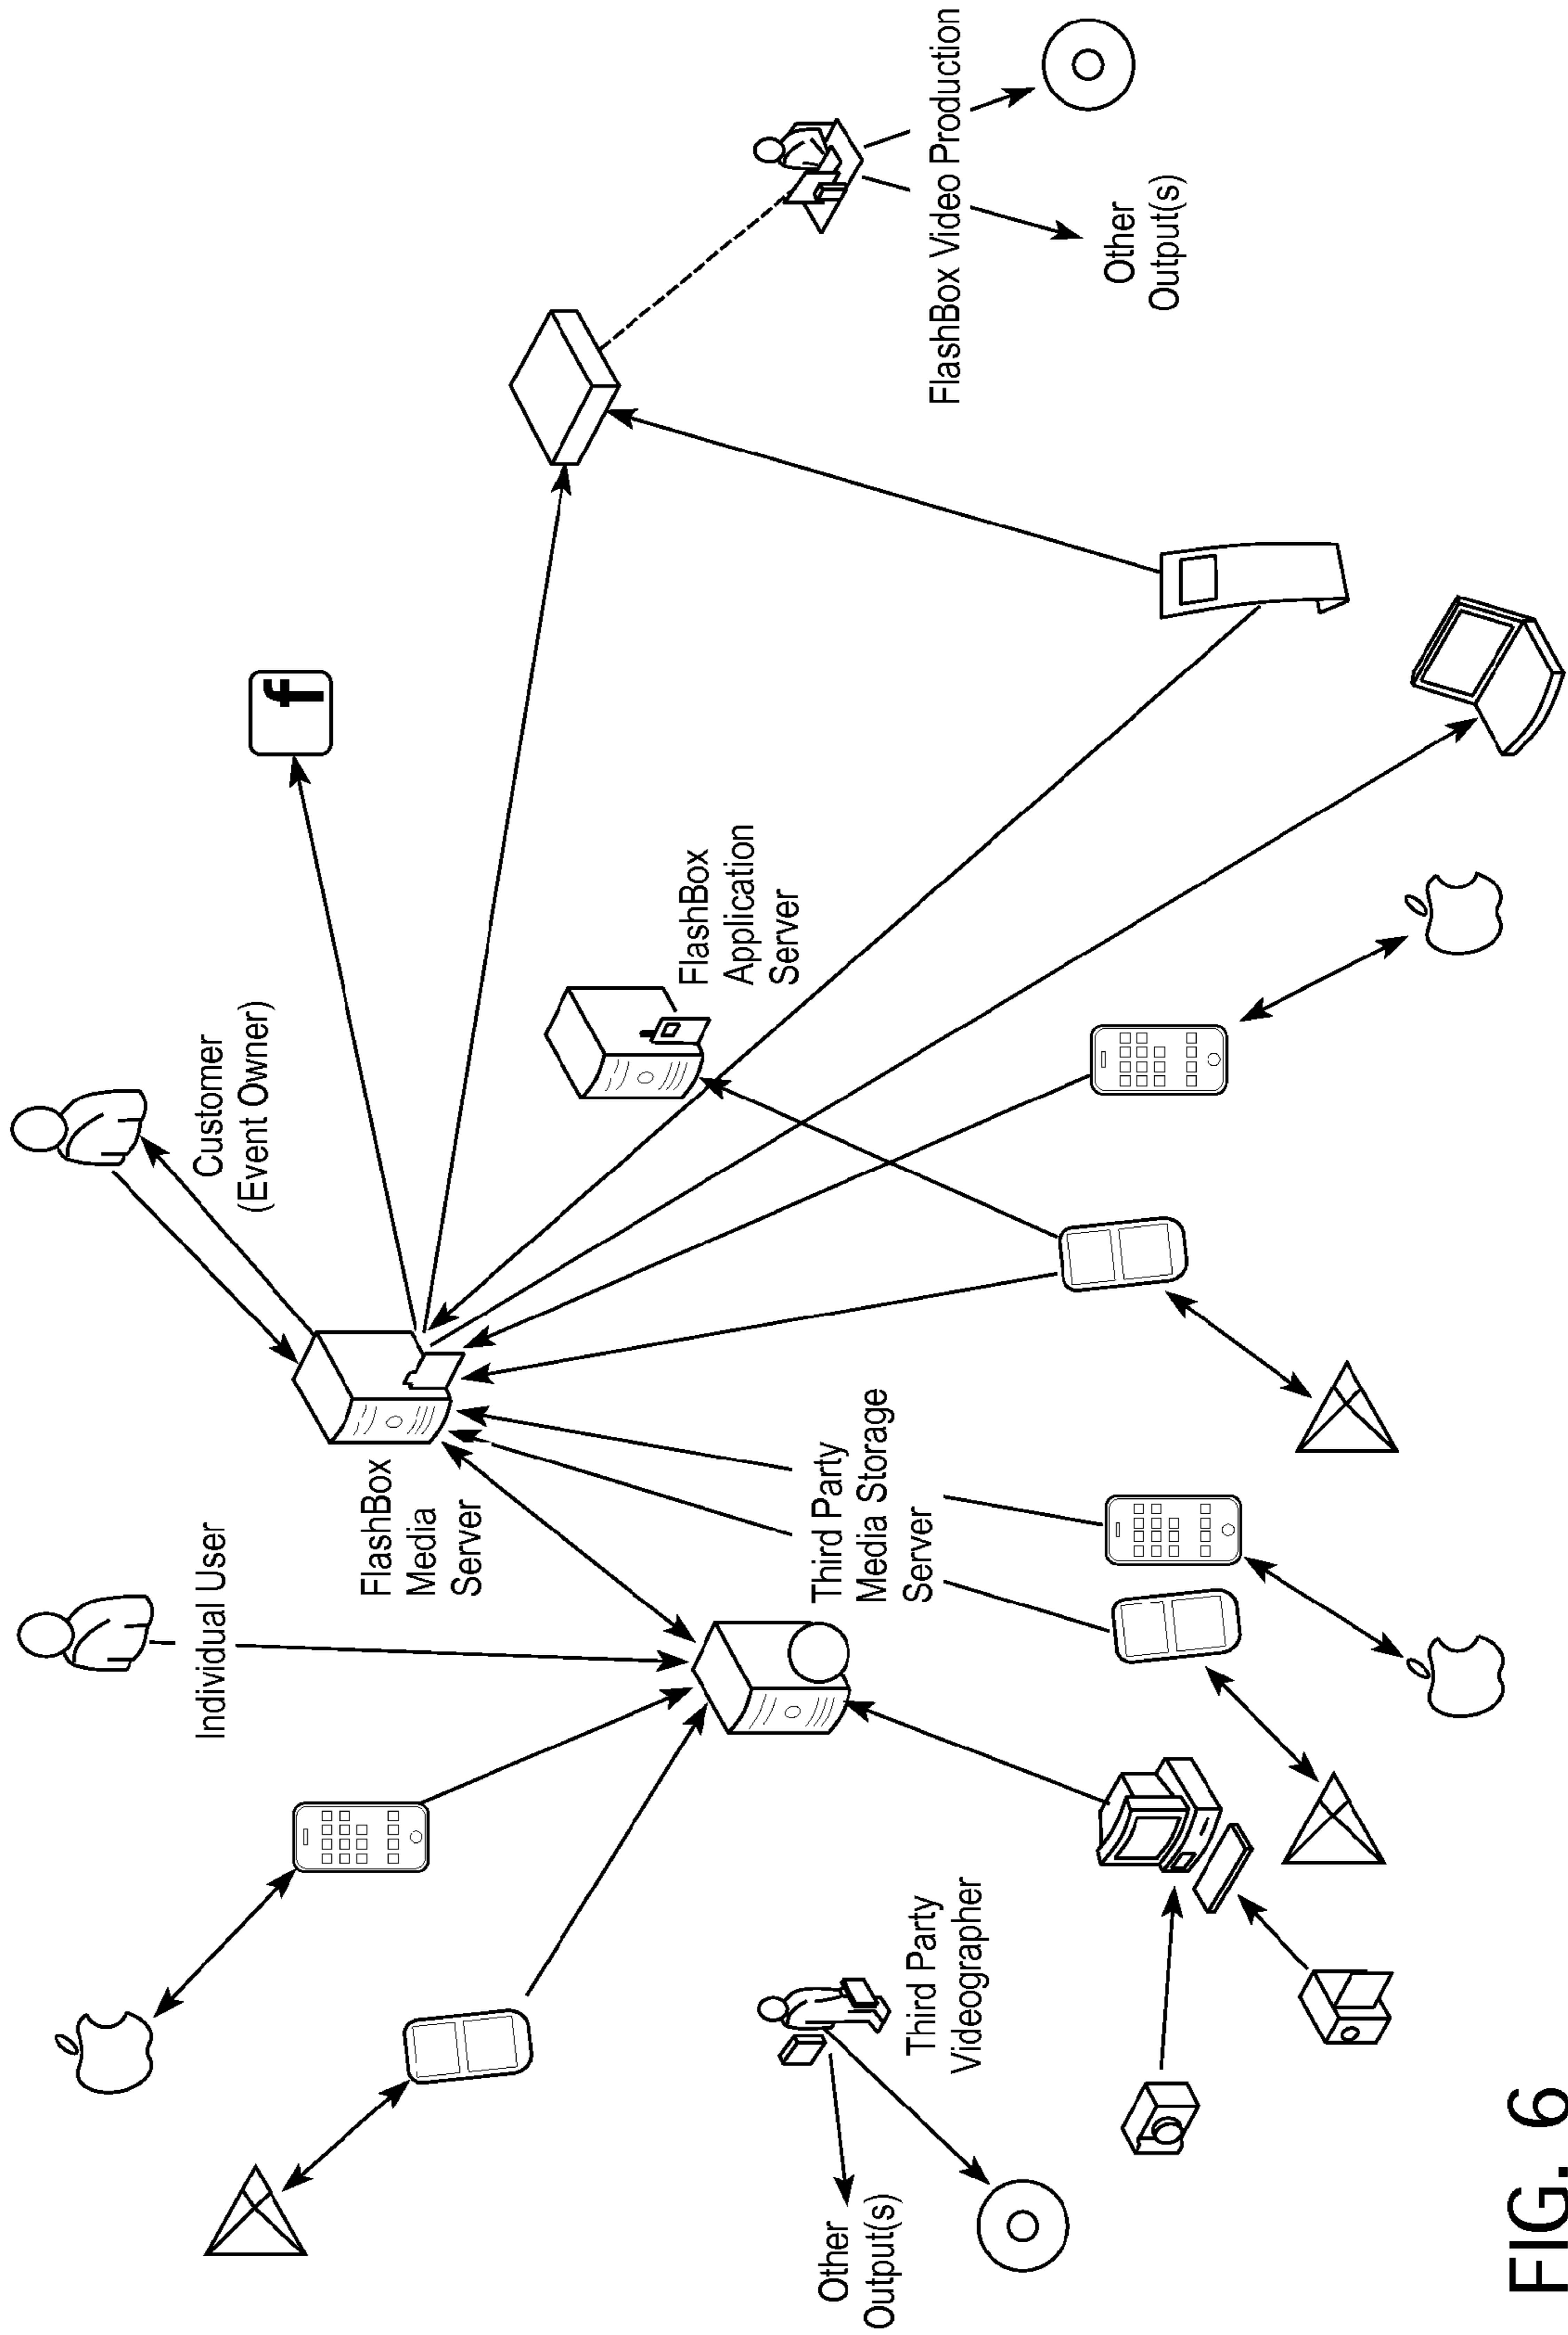 Individual User
Customer
(Event Owner)
f
FlashBox
Media
Server
FlashBox
Application
Server
Third Party
Media Storage
Server
FlashBox Video Production
Other
Output(s)
Third Party
Videographer
Other
Output(s)
FIG. 6